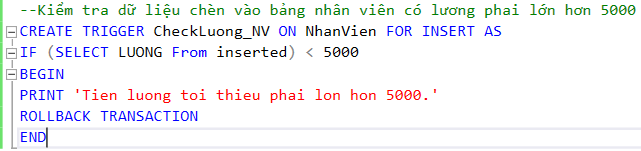 --Kiểm tra dữ liệu chèn vào bảng nhân viên có lương phai lớn hơn 5000
CREATE TRIGGER CheckLuong_NV ON NhanVien FOR INSERT AS
IF (SELECT LUONG From inserted) < 5000
BEGIN
PRINT 'Tien luong toi thieu phai lon hon 5000.'
ROLLBACK TRANSACTION
END